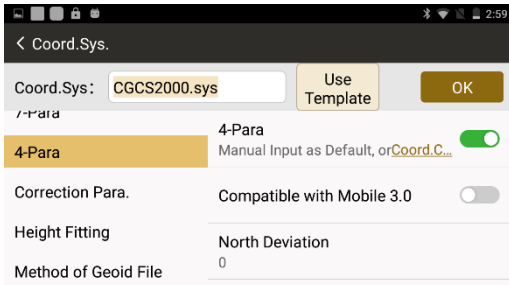 2:59
< Coord.Sys.
Coord.Sys: CGCS2000.sys
Use
Template
OK
7-Para
4-Para
Correction Para.
Height Fitting
Method of Geoid File
4-Para
Manual Input as Default, orCoord.C...
Compatible with Mobile 3.0
North Deviation
0